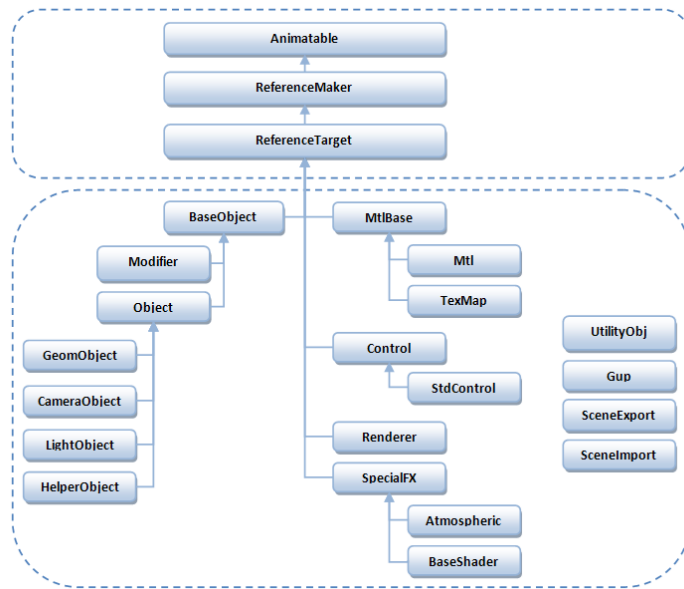 Animatable
ReferenceMaker
ReferenceTarget
BaseObject
MtlBase
Modifier
Mtl
Object
TexMap
UtilityObj
GeomObject
Control
Gup
CameraObject
StdControl
SceneExport
LightObject
Renderer
SceneImport
HelperObject
SpecialFX
Atmospheric
BaseShader